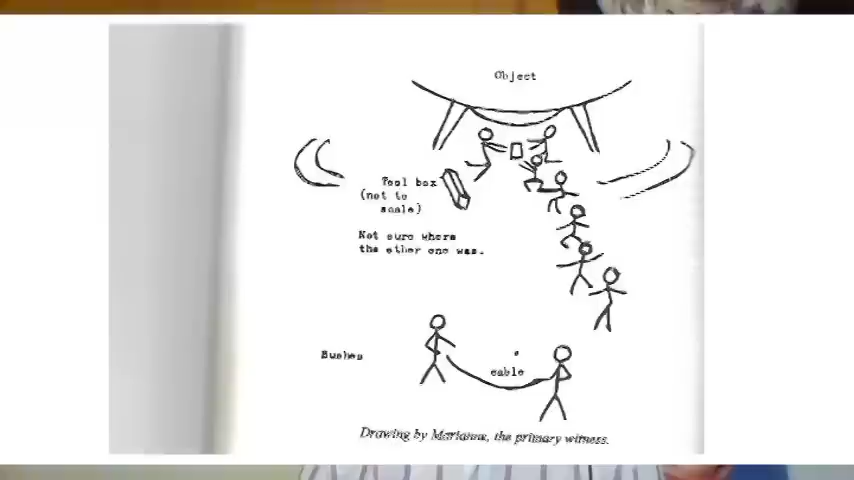 Object
Tool box
(not to
scale)
Not sure where
the other one was.
Bushes
cable
Drawing by Marianne, the primary witness.